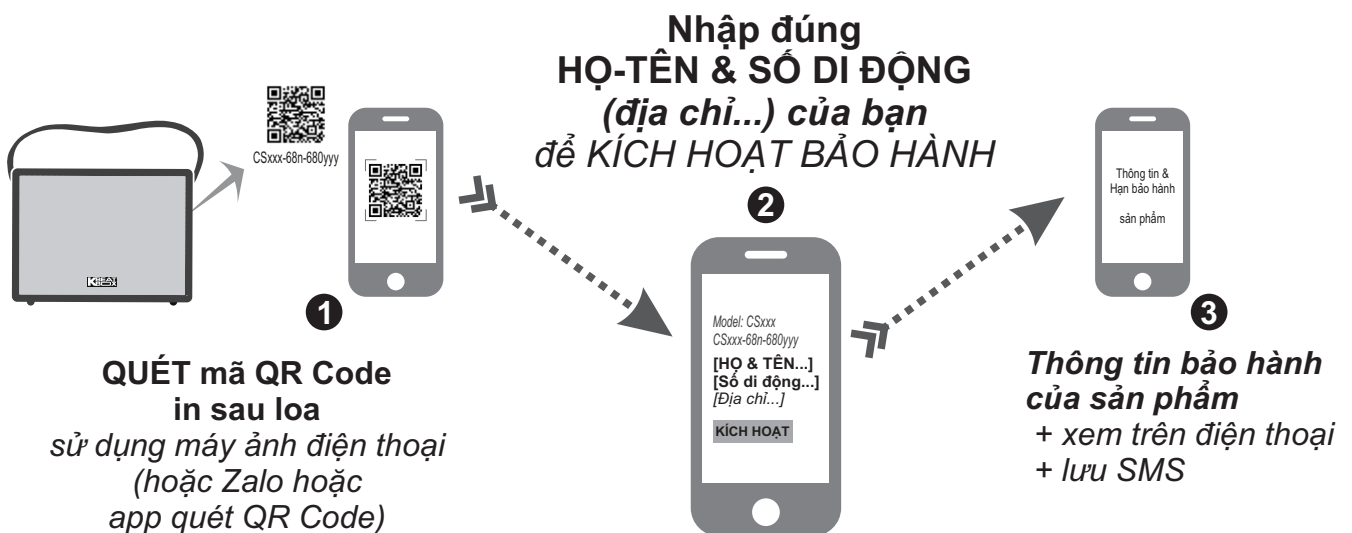 CSxxx-68n-680yyy
1
QUÉT mã QR Code
in sau loa
sử dụng máy ảnh điện thoại
(hoặc Zalo hoặc
app quét QR Code)
Nhập đúng
HỌ-TÊN & SỐ DI ĐỘNG
(địa chỉ...) của bạn
để KÍCH HOẠT BẢO HÀNH
2
Model: CSxxx
CSxxx-68n-680yyy
[HỌ & TÊN...]
[Số di động...]
[Địa chỉ...]
KÍCH HOẠT
Thông tin &
Hạn bảo hành
sản phẩm
3
Thông tin bảo hành
của sản phẩm
+ xem trên điện thoại
+ lưu SMS